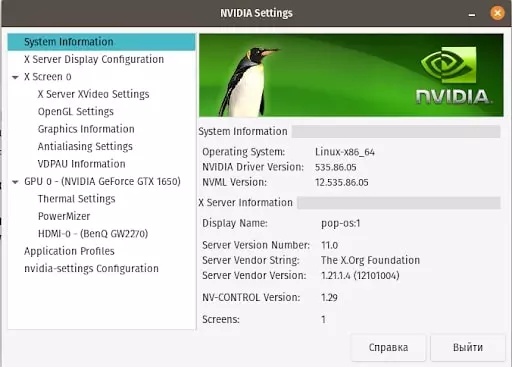 NVIDIA Settings
System Information
X Server Display Configuration
X Screen 0
X Server XVideo Settings
OpenGL Settings
Graphics Information
Antialiasing Settings
VDPAU Information
GPU 0 - (NVIDIA GeForce GTX 1650)
Thermal Settings
PowerMizer
HDMI-0 - (BenQ GW2270)
Application Profiles
nvidia-settings Configuration
NVIDIA.
System Information
Operating System: Linux-x86_64
NVIDIA Driver Version: 535.86.05
NVML Version: 12.535.86.05
X Server Information
Display Name: pop-os:1
Server Version Number: 11.0
Server Vendor String: The X.Org Foundation
Server Vendor Version: 1.21.1.4 (12101004)
NV-CONTROL Version: 1.29
Screens: 1
Справка Выйти